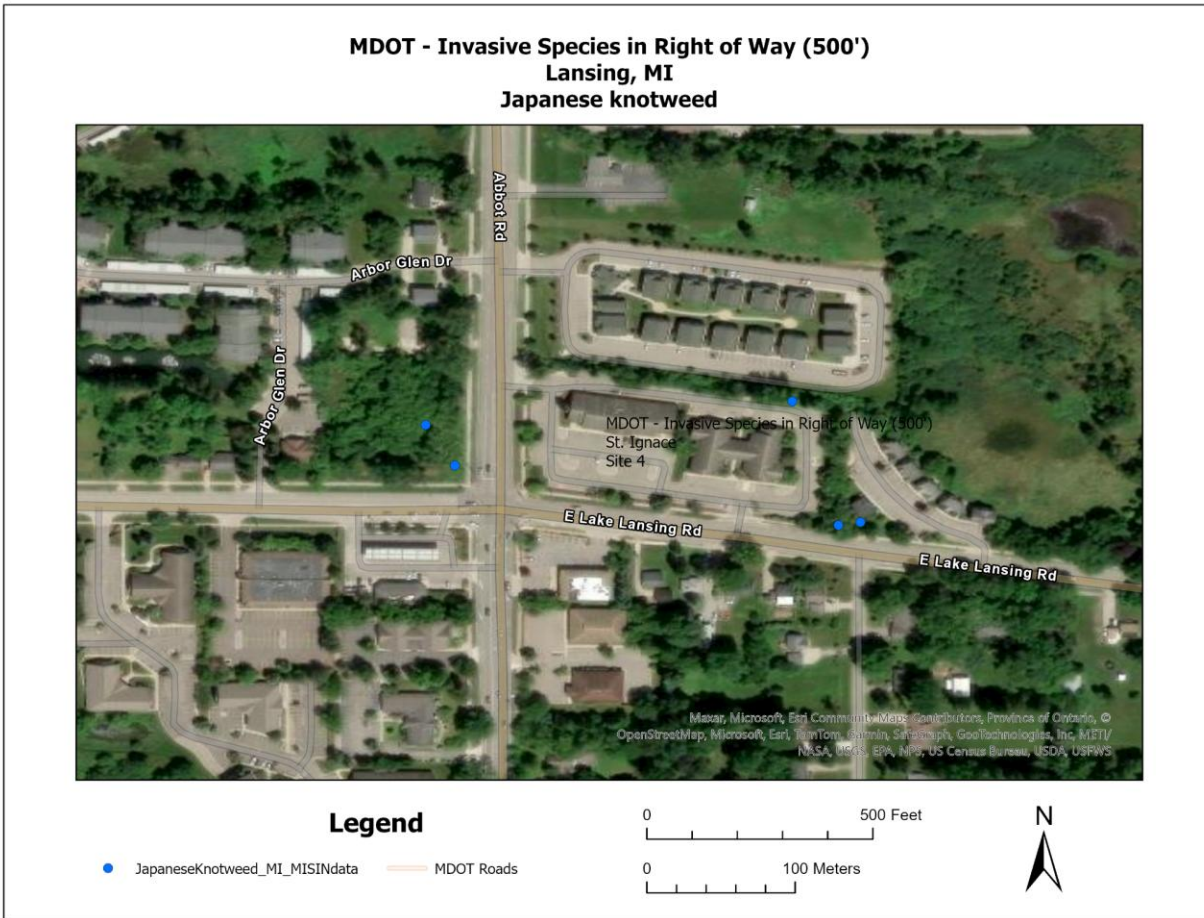 MDOT - Invasive Species in Right of Way (500')
Lansing, MI
Japanese knotweed
Abbot Rd
Arbor Glen Dr
Arbor Glen Dr
MDOT - Invasive Species in Right of Way (500')
St. Ignace
Site 4
E Lake Lansing Rd
E Lake Lansing Rd
Maxar, Microsoft, Esri Community Maps Contributors, Province of Ontario, ©
OpenStreetMap, Microsoft, Esri, TomTom, Garmin, SafeGraph, GeoTechnologies, Inc, METI/
NASA, USGS, EPA, NPS, US Census Bureau, USDA, USFWS
Legend
JapaneseKnotweed_MI_MISINdata
MDOT Roads
0 500 Feet
0 100 Meters
N